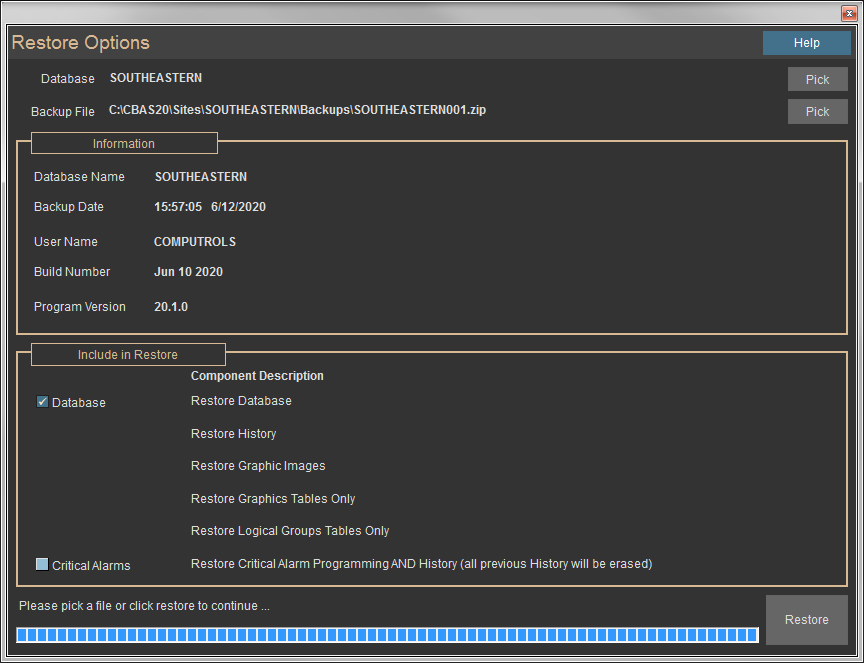 Restore Options
Help
Database SOUTHEASTERN
Pick
Backup File C:\CBAS20\Sites\SOUTHEASTERN\Backups\SOUTHEASTERN001.zip
Pick
Information
Database Name SOUTHEASTERN
Backup Date 15:57:05 6/12/2020
User Name COMPUTROLS
Build Number Jun 10 2020
Program Version 20.1.0
Include in Restore
Component Description
Database Restore Database
Restore History
Restore Graphic Images
Restore Graphics Tables Only
Restore Logical Groups Tables Only
Critical Alarms Restore Critical Alarm Programming AND History (all previous History will be erased)
Please pick a file or click restore to continue ...
Restore